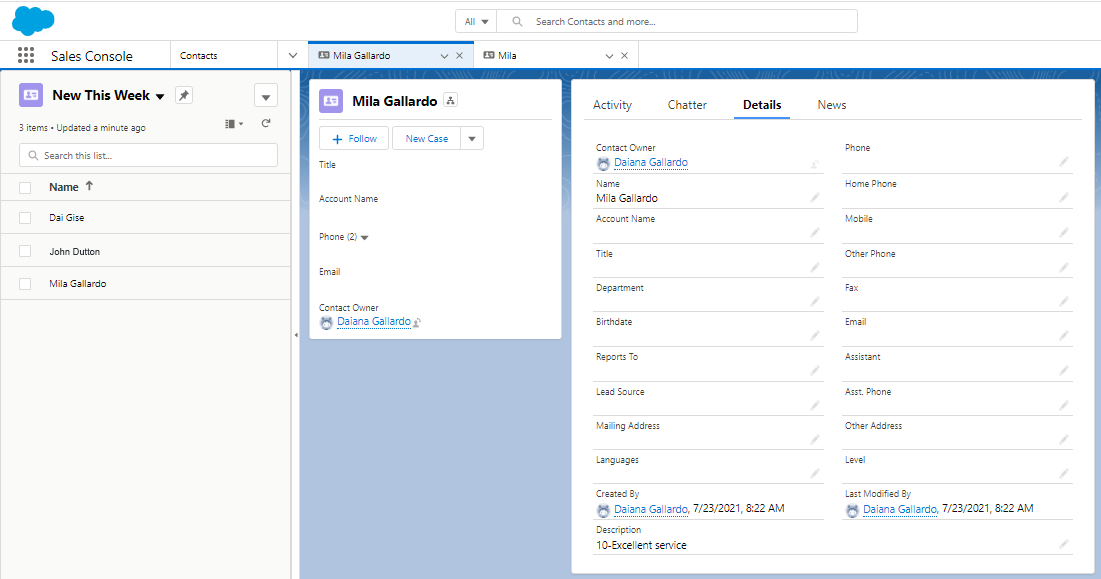 All
Search Contacts and more...
Sales Console
Contacts
Mila Gallardo
Mila
New This Week
3 items • Updated a minute ago
Search this list...
Name
Dai Gise
John Dutton
Mila Gallardo
Mila Gallardo
Follow
New Case
Title
Account Name
Phone (2)
Email
Contact Owner
Daiana Gallardo
Activity
Chatter
Details
News
Contact Owner
Daiana Gallardo
Phone
Name
Mila Gallardo
Home Phone
Account Name
Mobile
Title
Other Phone
Department
Fax
Birthdate
Email
Reports To
Assistant
Lead Source
Asst. Phone
Mailing Address
Other Address
Languages
Level
Created By
Daiana Gallardo, 7/23/2021, 8:22 AM
Last Modified By
Daiana Gallardo, 7/23/2021, 8:22 AM
Description
10-Excellent service